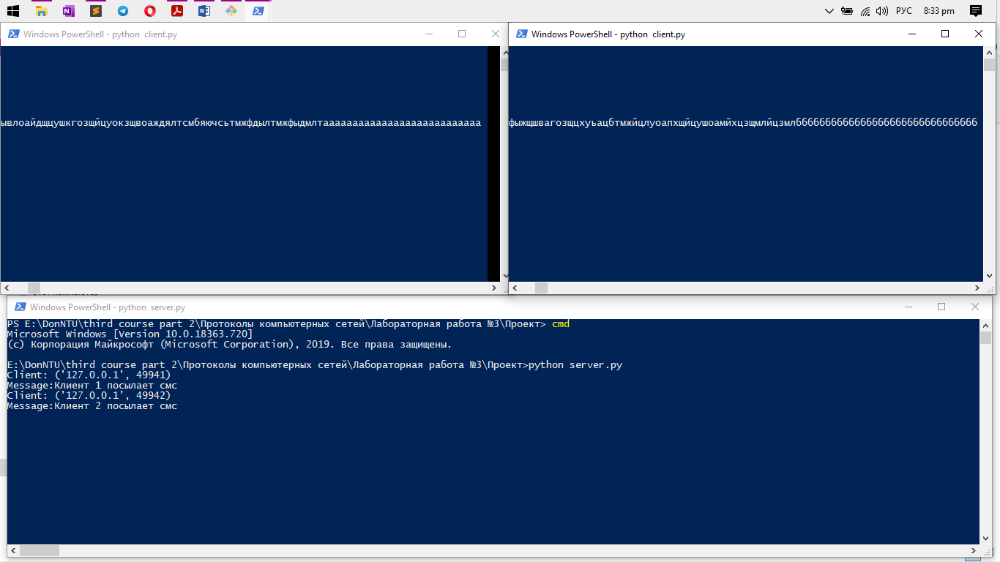 РУС 8:33 pm
Windows PowerShell - python client.py
Windows PowerShell - python client.py
ывлоайдщцушкгозщйцуокзщвоаждялтсмбяючсьтмжфдылтмжфыдмлтааааааааааааааааааааааааааа
фыжщшвагозщцхуьацбтмжйцлуоапхщйцушоамйхцзщмлйцзмлббббббббббббббббббббббббббббббб
Windows PowerShell - python server.py
PS E:\DonNTU\third course part 2\Протоколы компьютерных сетей\Лабораторная работа №3\Проект> cmd
Microsoft Windows [Version 10.0.18363.720]
(c) Корпорация Майкрософт (Microsoft Corporation), 2019. Все права защищены.
E:\DonNTU\third course part 2\Протоколы компьютерных сетей\Лабораторная работа №3\Проект>python server.py
Client: ('127.0.0.1', 49941)
Message:Клиент 1 посылает смс
Client: ('127.0.0.1', 49942)
Message:Клиент 2 посылает смс